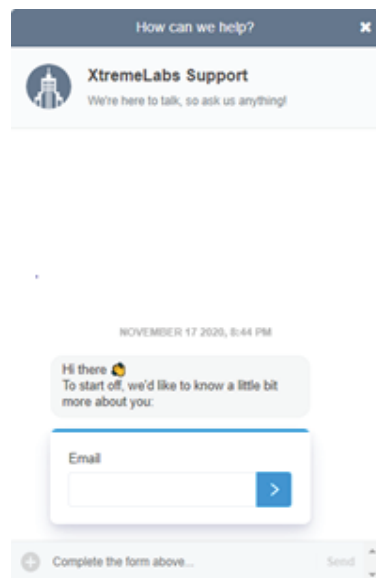 How can we help?
XtremeLabs Support
We're here to talk, so ask us anything!
NOVEMBER 17 2020, 8:44 PM
Hi there
To start off, we'd like to know a little bit
more about you:
Email
Complete the form above...
Send